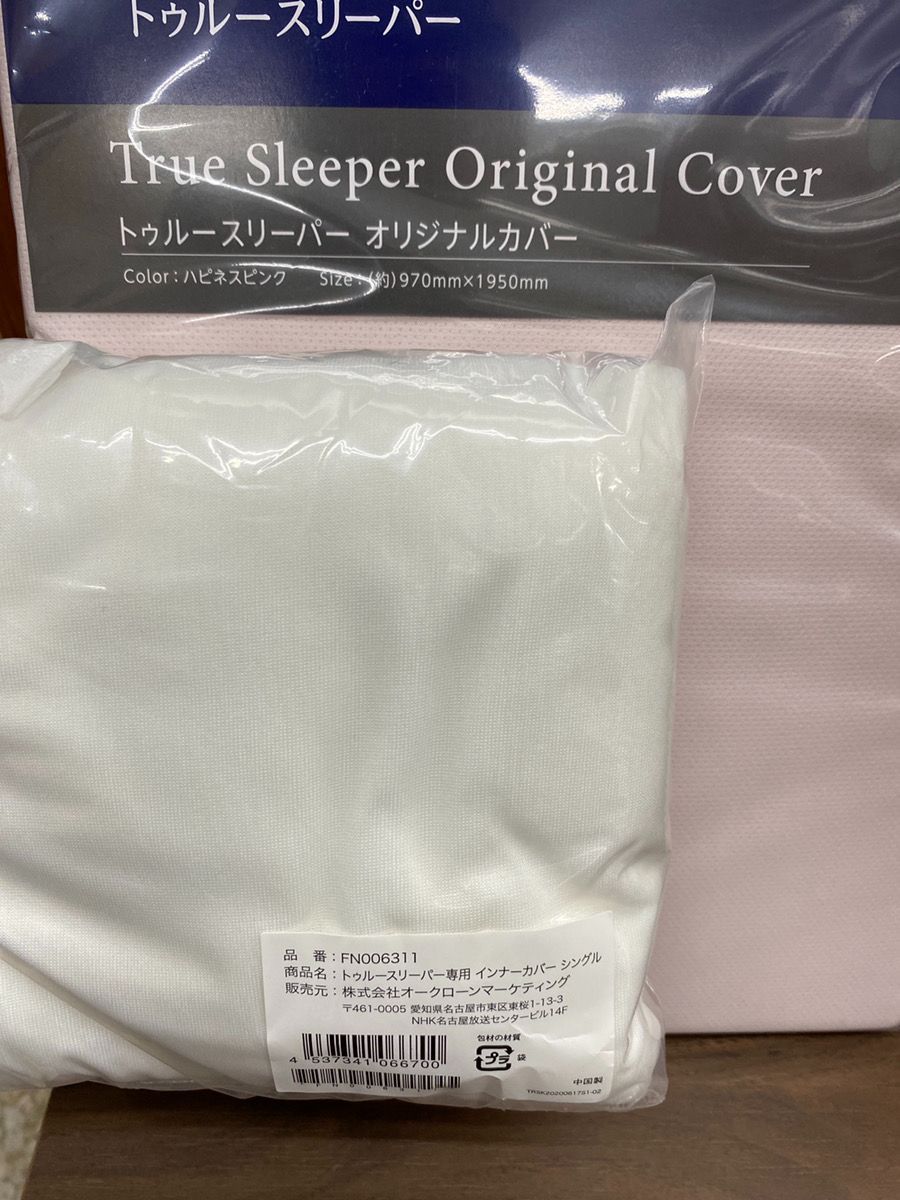 トゥルースリーパー
True Sleeper Original Cover
トゥルースリーパー オリジナルカバー
Color：ハピネスピンク Size：(約)970mm×1950mm
品　番：FN006311
商品名：トゥルースリーパー専用 インナーカバー シングル
販売元：株式会社オークローンマーケティング
〒461-0005 愛知県名古屋市東区東桜1-13-3
NHK名古屋放送センタービル14F
包材の材質
プラ 袋
4 537341 066700
中国製
TRSK20200817S1-02